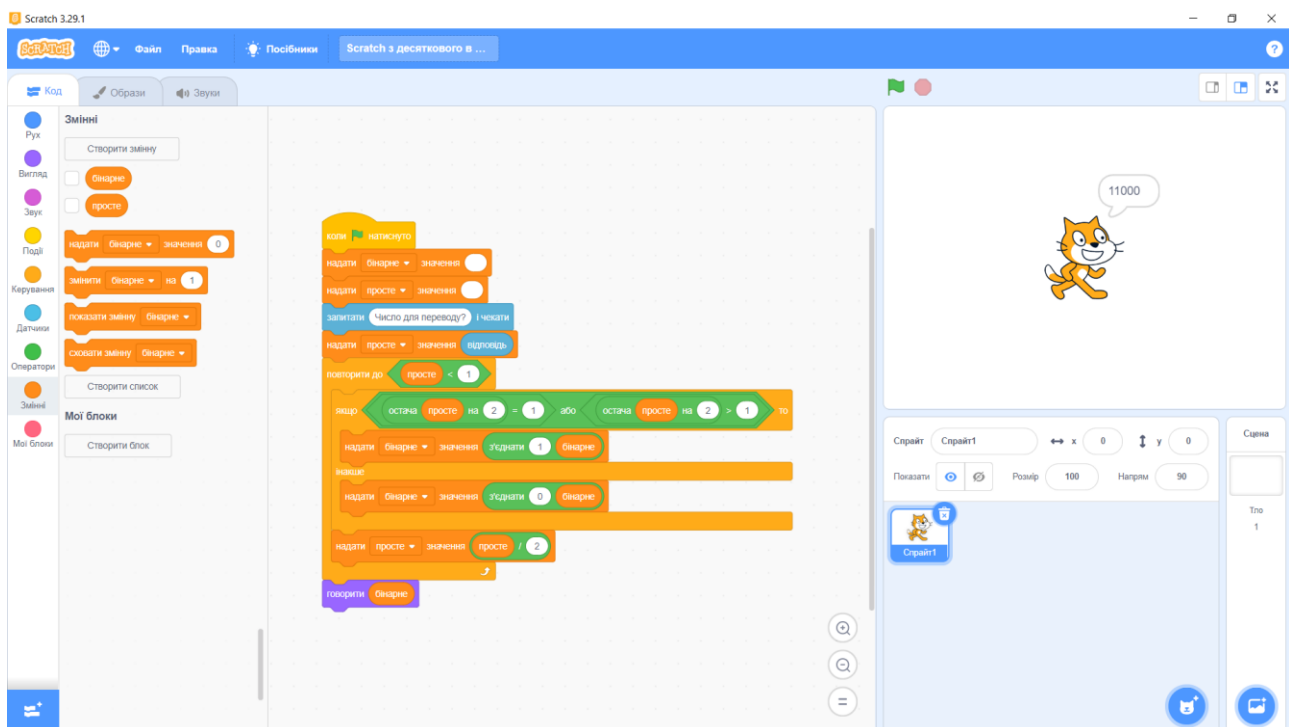 Scratch 3.29.1
SCRATCH
Файл Правка Посібники Scratch з десяткового в ...
?
Код Образи Звуки
Рух
Вигляд
Звук
Події
Керування
Датчики
Оператори
Змінні
Мої блоки
Змінні
Створити змінну
бінарне
просте
надати бінарне значення 0
змінити бінарне на 1
показати змінну бінарне
сховати змінну бінарне
Створити список
Мої блоки
Створити блок
коли натиснуто
надати бінарне значення
надати просте значення
запитати Число для переводу? і чекати
надати просте значення відповідь
повторити до просте < 1
якщо остача просте на 2 = 1 або остача просте на 2 > 1 то
надати бінарне значення з'єднати 1 бінарне
інакше
надати бінарне значення з'єднати 0 бінарне
надати просте значення просте / 2
говорити бінарне
11000
Спрайт Спрайт1 x 0 y 0
Показати Розмір 100 Напрям 90
Спрайт1
Сцена
Тло
1